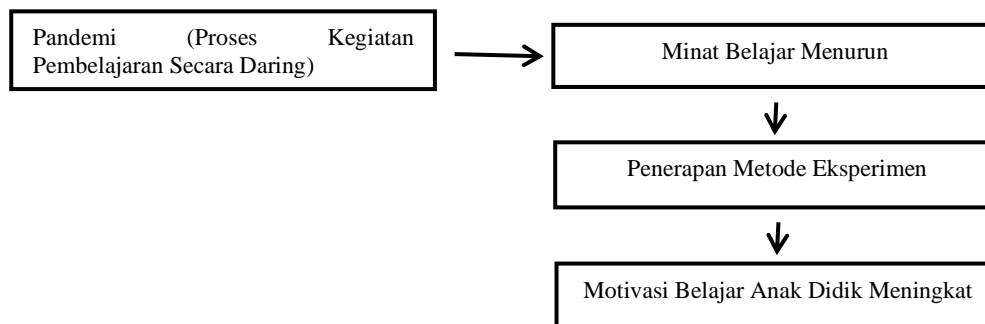 Pandemi (Proses Kegiatan
Pembelajaran Secara Daring)
Minat Belajar Menurun
Penerapan Metode Eksperimen
Motivasi Belajar Anak Didik Meningkat